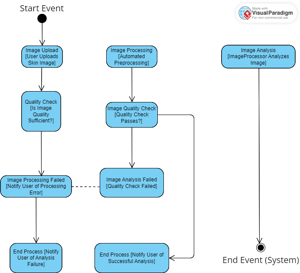 Start Event
Made with
VisualParadigm
For non-commercial use
Image Upload
[User Uploads
Skin Image]
Image Processing
[Automated
Preprocessing]
Image Analysis
[ImageProcessor Analyzes
Image]
Quality Check
[Is Image
Quality
Sufficient?]
Image Quality Check
[Quality Check
Passes?]
Image Processing Failed
[Notify User of Processing
Error]
Image Analysis Failed
[Quality Check Failed]
End Process [Notify
User of Analysis
Failure]
End Process [Notify User of
Successful Analysis]
End Event (System)